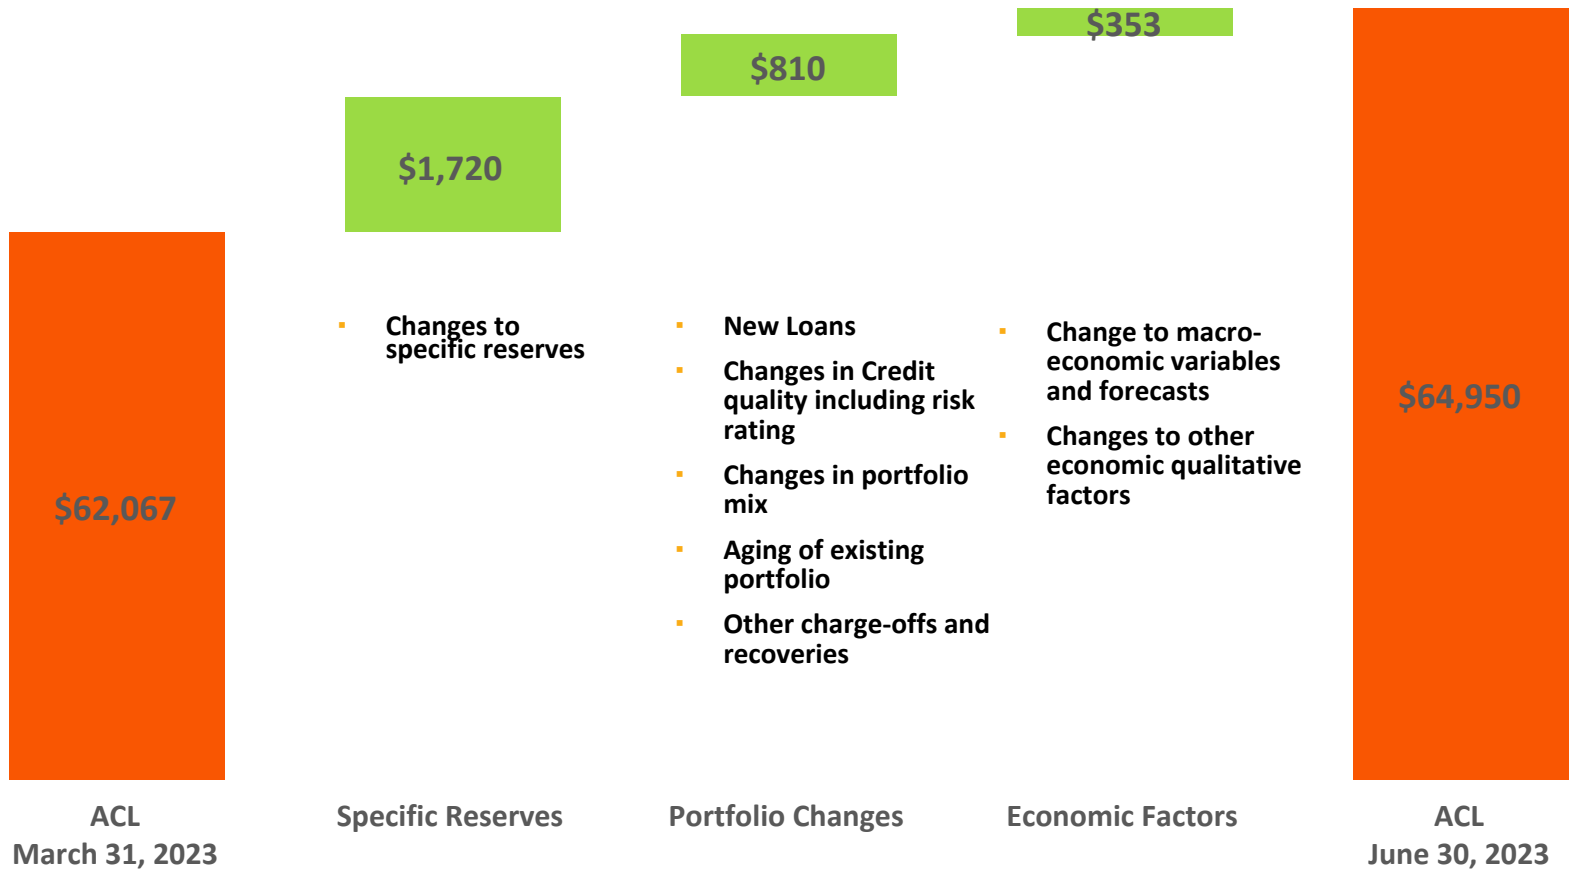 $353
$810
$1,720
▪ Changes to
specific reserves
▪ New Loans
▪ Changes in Credit
quality including risk
rating
▪ Changes in portfolio
mix
▪ Aging of existing
portfolio
▪ Other charge-offs and
recoveries
▪ Change to macro-
economic variables
and forecasts
▪ Changes to other
economic qualitative
factors
$64,950
$62,067
ACL
March 31, 2023
Specific Reserves
Portfolio Changes
Economic Factors
ACL
June 30, 2023